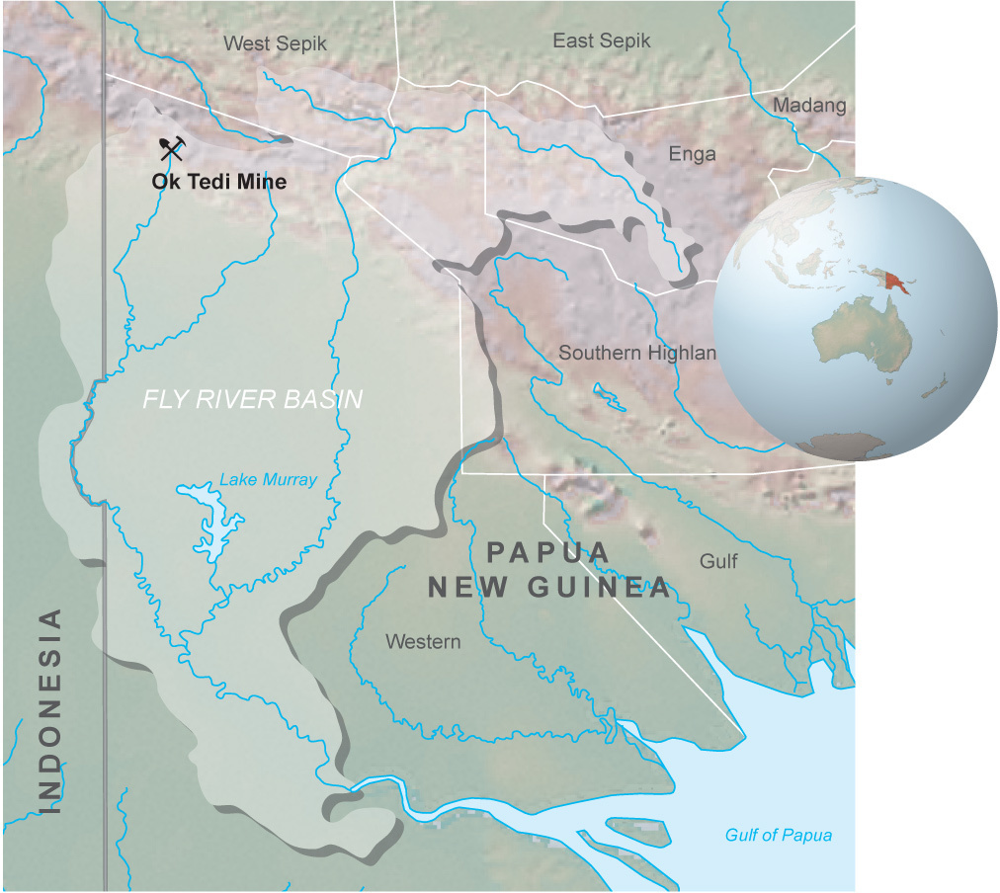 West Sepik
East Sepik
Madang
Enga
Ok Tedi Mine
Southern Highlan
FLY RIVER BASIN
Lake Murray
PAPUA
NEW GUINEA
Gulf
Western
INDONESIA
Gulf of Papua